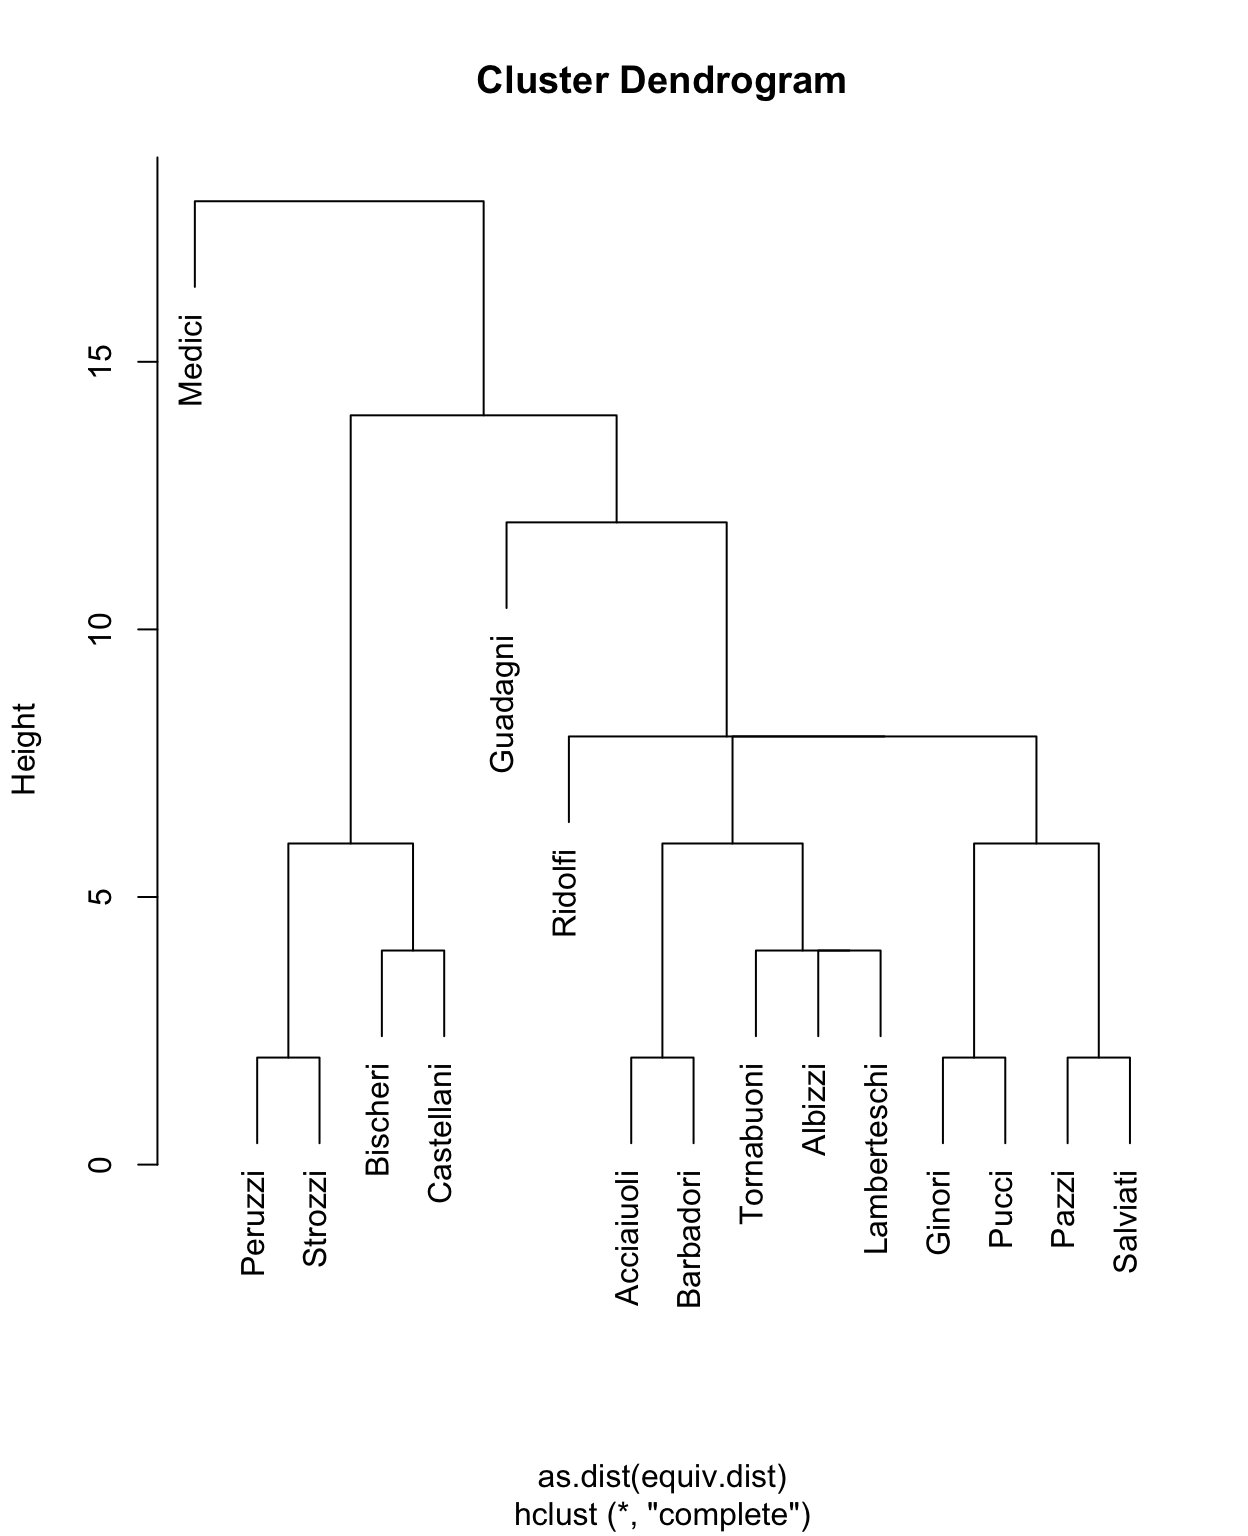 Cluster Dendrogram
Height
15
10
5
0
Medici
Peruzzi
Strozzi
Bischeri
Castellani
Guadagni
Ridolfi
Acciaiuoli
Barbadori
Tornabuoni
Albizzi
Lamberteschi
Ginori
Pucci
Pazzi
Salviati
as.dist(equiv.dist)
hclust (*, "complete")